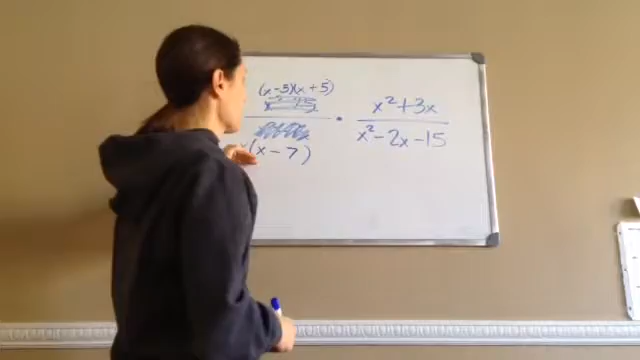 (x-5)(x+5)
x(x-7)
•
x²+3x
x²-2x-15